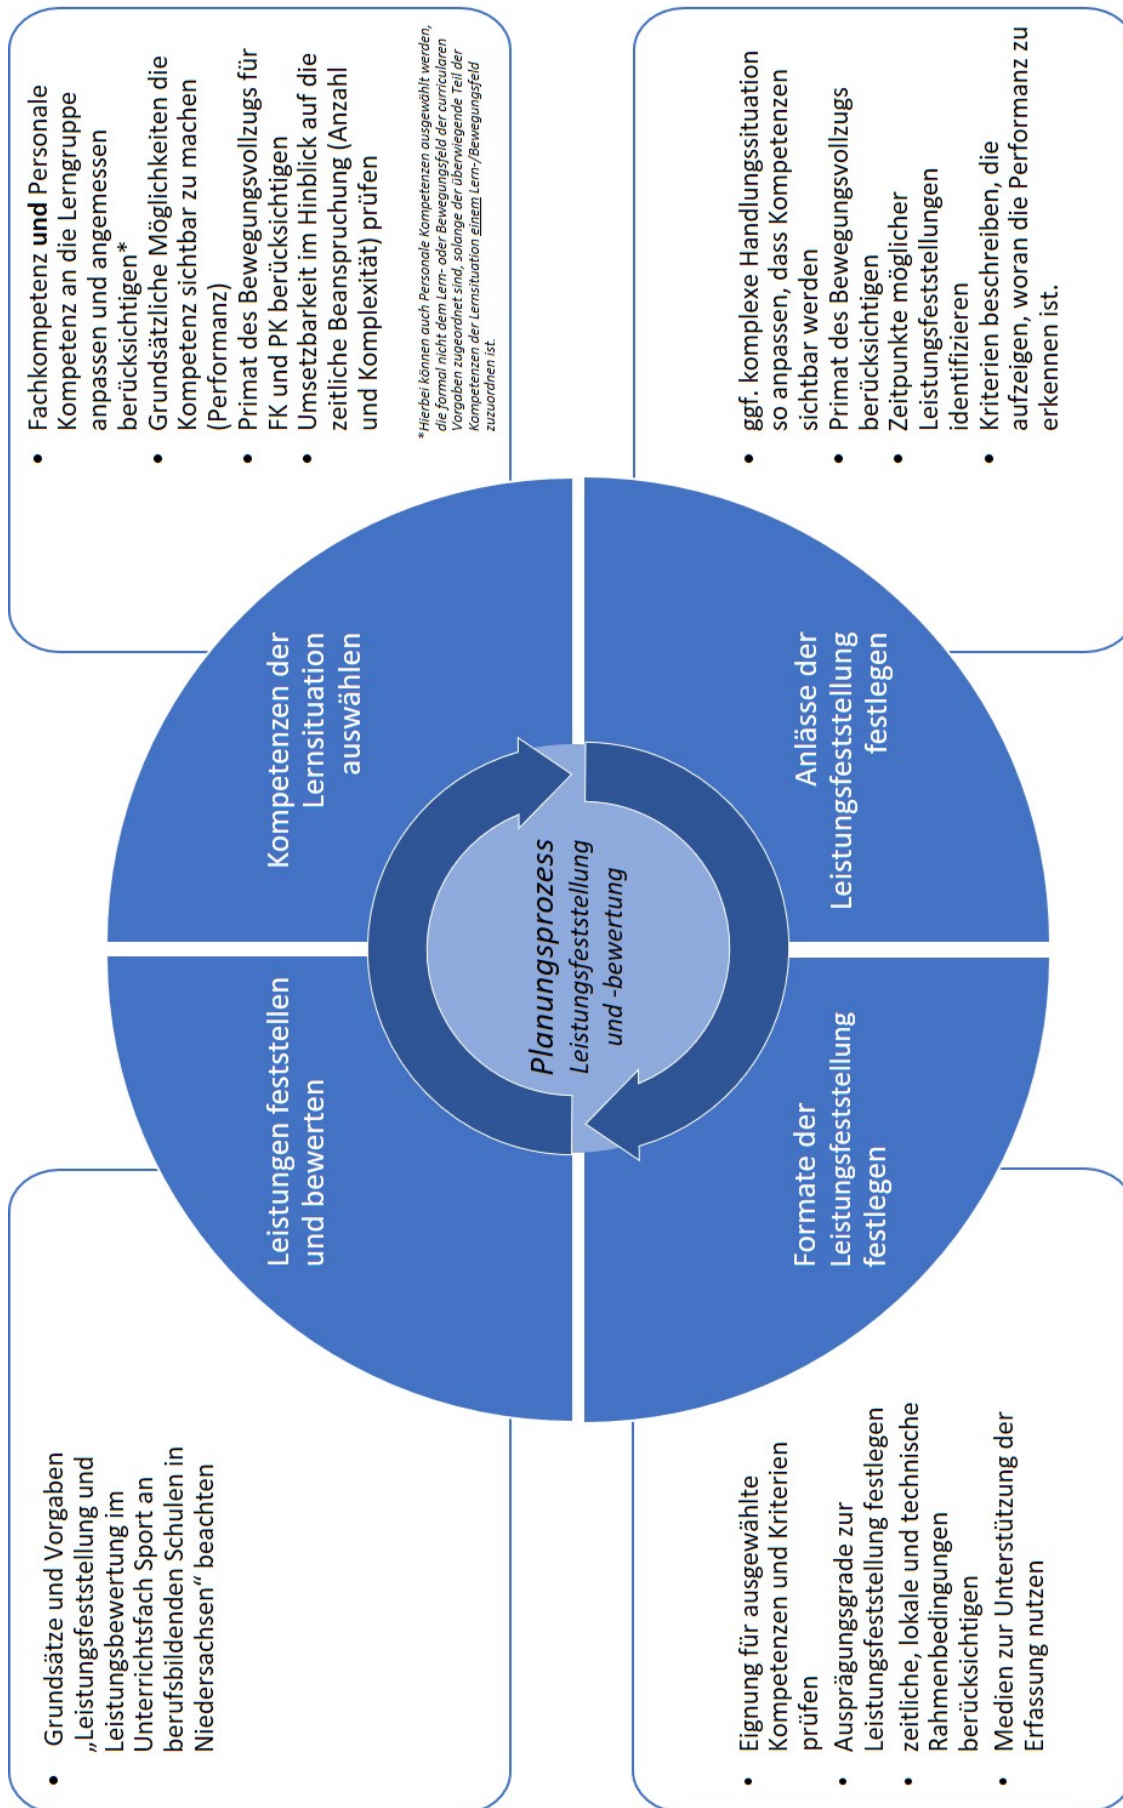 Grundsätze und Vorgaben
„Leistungsfeststellung und
Leistungsbewertung im
Unterrichtsfach Sport an
berufsbildenden Schulen in
Niedersachsen“ beachten
Leistungen feststellen
und bewerten
Kompetenzen der
Lernsituation
auswählen
Fachkompetenz und Personale
Kompetenz an die Lerngruppe
anpassen und angemessen
berücksichtigen*
Grundsätzliche Möglichkeiten die
Kompetenz sichtbar zu machen
(Performanz)
Primat des Bewegungsvollzugs für
FK und PK berücksichtigen
Umsetzbarkeit im Hinblick auf die
zeitliche Beanspruchung (Anzahl
und Komplexität) prüfen
*Hierbei können auch Personale Kompetenzen ausgewählt werden,
die formal nicht dem Lern- oder Bewegungsfeld der curricularen
Vorgaben zugeordnet sind, solange der überwiegende Teil der
Kompetenzen der Lernsituation einem Lern-/Bewegungsfeld
zuzuordnen ist.
Planungsprozess
Leistungsfeststellung
und -bewertung
Eignung für ausgewählte
Kompetenzen und Kriterien
prüfen
Ausprägungsgrade zur
Leistungsfeststellung festlegen
zeitliche, lokale und technische
Rahmenbedingungen
berücksichtigen
Medien zur Unterstützung der
Erfassung nutzen
Formate der
Leistungsfeststellung
festlegen
Anlässe der
Leistungsfeststellung
festlegen
ggf. komplexe Handlungssituation
so anpassen, dass Kompetenzen
sichtbar werden
Primat des Bewegungsvollzugs
berücksichtigen
Zeitpunkte möglicher
Leistungsfeststellungen
identifizieren
Kriterien beschreiben, die
aufzeigen, woran die Performanz zu
erkennen ist.